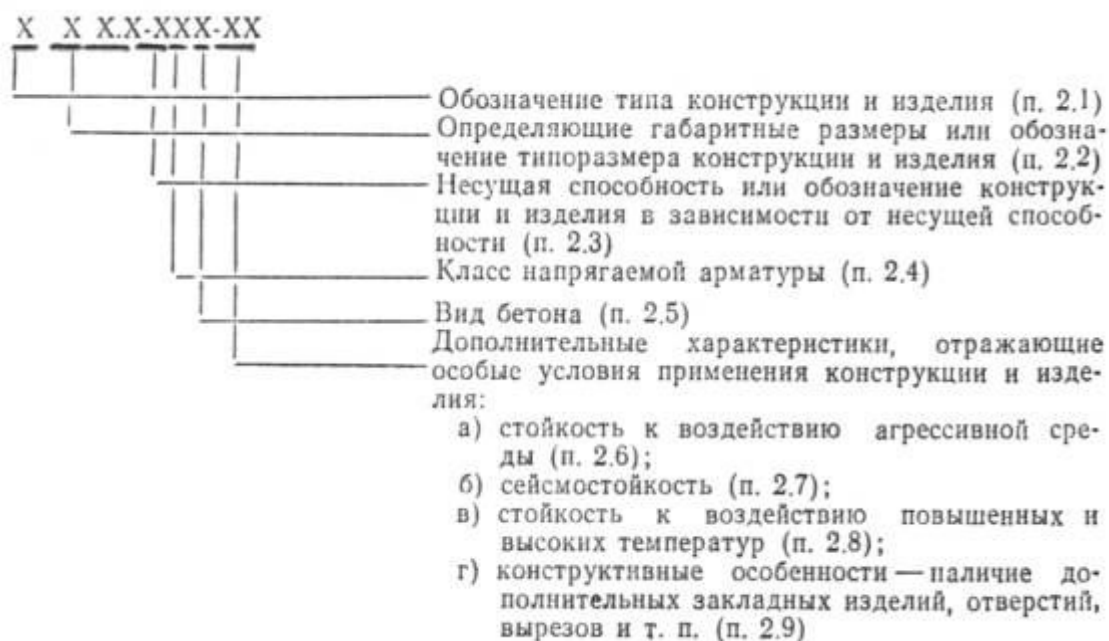 X X X.X-XXX-XX
Обозначение типа конструкции и изделия (п. 2.1)
Определяющие габаритные размеры или обозна-
чение типоразмера конструкции и изделия (п. 2.2)
Несущая способность или обозначение конструк-
ции и изделия в зависимости от несущей способ-
ности (п. 2.3)
Класс напрягаемой арматуры (п. 2.4)
Вид бетона (п. 2.5)
Дополнительные характеристики, отражающие
особые условия применения конструкции и изде-
лия:
а) стойкость к воздействию агрессивной сре-
ды (п. 2.6);
б) сейсмостойкость (п. 2.7);
в) стойкость к воздействию повышенных и
высоких температур (п. 2.8);
г) конструктивные особенности — наличие до-
полнительных закладных изделий, отверстий,
вырезов и т. п. (п. 2.9)